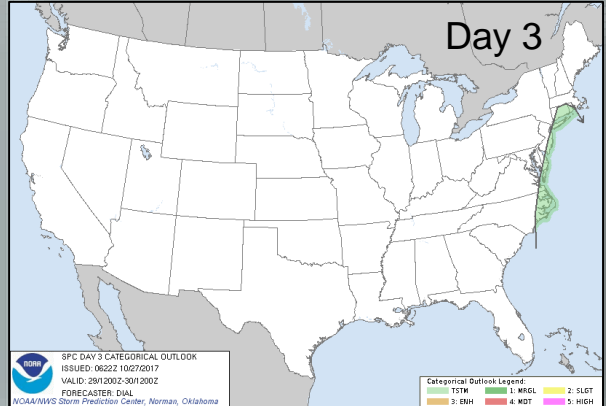 Day 3
NOAA
SPC DAY 3 CATEGORICAL OUTLOOK
ISSUED: 0622Z 10/27/2017
VALID: 29/1200Z-30/1200Z
FORECASTER: DIAL
NOAA/NWS Storm Prediction Center, Norman, Oklahoma
Categorical Outlook Legend:
TSTM 1: MRGL 2: SLGT
3: ENH 4: MDT 5: HIGH